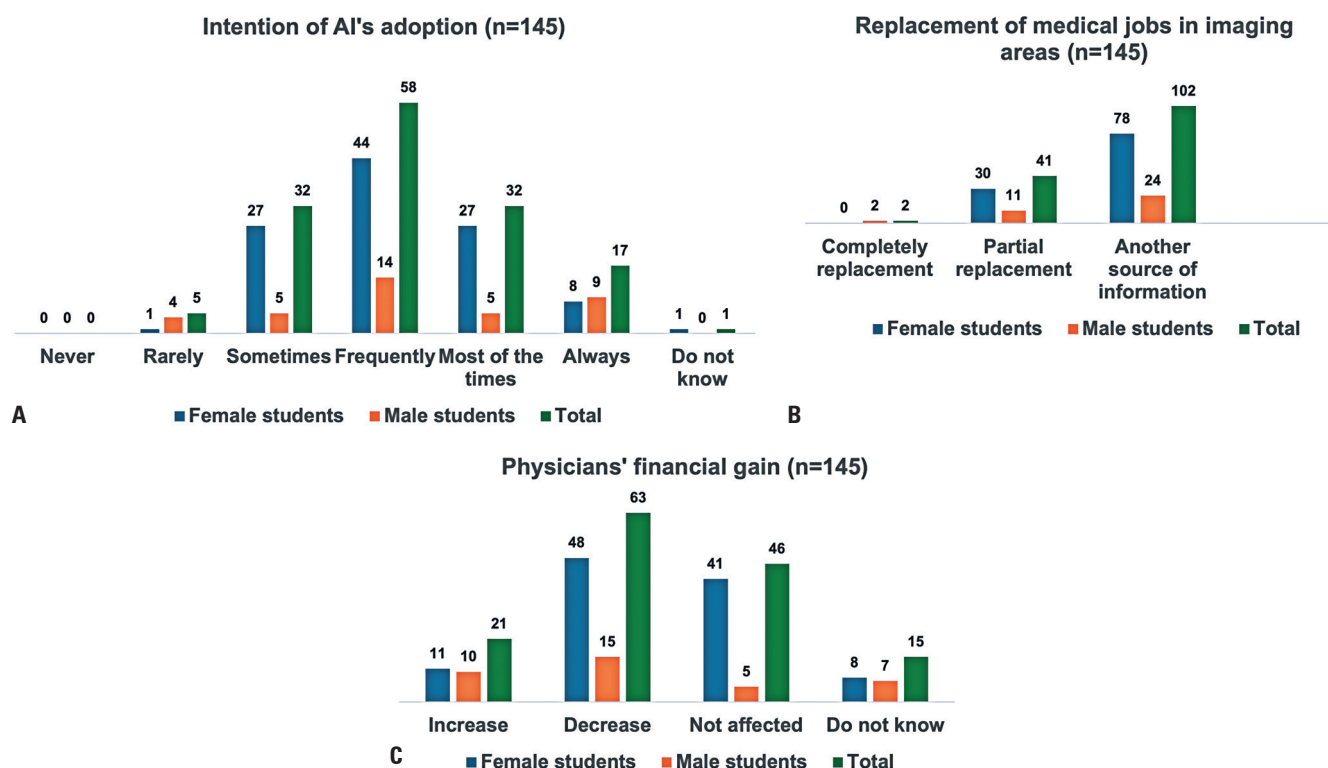 Intention of AI's adoption (n=145)
58
44
32
32
27
27
17
14
8
9
5
5
4
5
1
0
0
0
1
0
1
Never
Rarely
Sometimes
Frequently
Most of the
times
Always
Do not
know
Female students
Male students
Total
A
Replacement of medical jobs in imaging
areas (n=145)
102
78
41
30
24
11
0
2
2
Completely
replacement
Partial
replacement
Another
source of
information
Female students
Male students
Total
B
Physicians' financial gain (n=145)
63
48
46
41
21
15
15
11
10
8
7
5
Increase
Decrease
Not affected
Do not know
Female students
Male students
Total
C